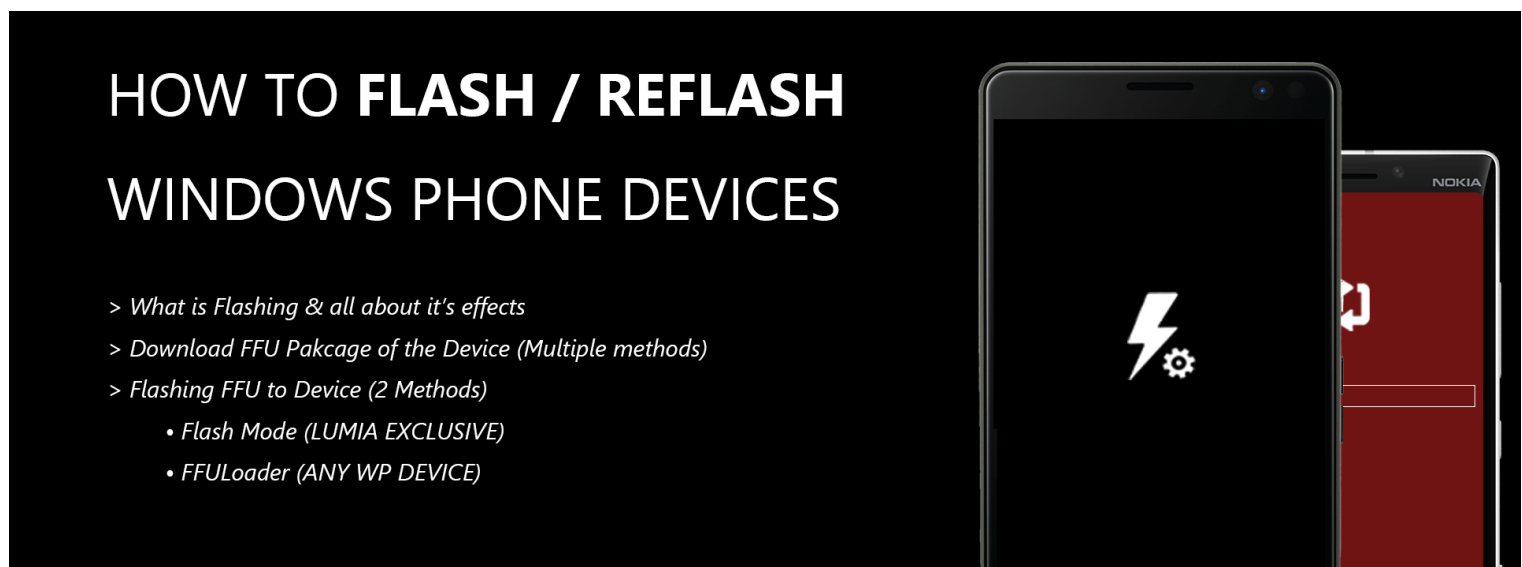 HOW TO FLASH / REFLASH
WINDOWS PHONE DEVICES
> What is Flashing & all about it's effects
> Download FFU Pakcage of the Device (Multiple methods)
> Flashing FFU to Device (2 Methods)
• Flash Mode (LUMIA EXCLUSIVE)
• FFULoader (ANY WP DEVICE)
NOKIA